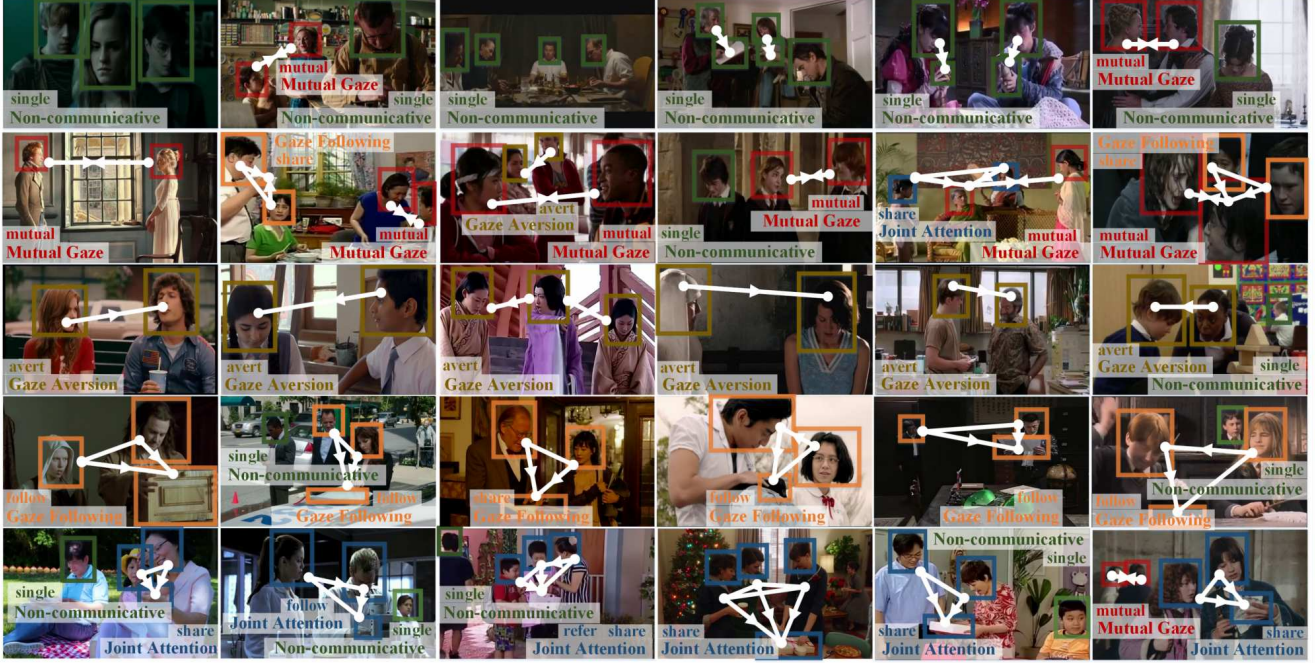 single
Non-communicative
mutual
Mutual Gaze
single
Non-communicative
single
Non-communicative
single
Non-communicative
single
Non-communicative
mutual
Mutual Gaze
single
Non-communicative
mutual
Mutual Gaze
Gaze Following
share
mutual
Mutual Gaze
avert
Gaze Aversion
mutual
Mutual Gaze
mutual
Mutual Gaze
single
Non-communicative
share
Joint Attention
mutual
Mutual Gaze
Gaze Following
share
mutual
Mutual Gaze
avert
Gaze Aversion
avert
Gaze Aversion
avert
Gaze Aversion
avert
Gaze Aversion
avert
Gaze Aversion
avert
Gaze Aversion
single
Non-communicative
follow
Gaze Following
single
Non-communicative
follow
Gaze Following
share
Gaze Following
follow
Gaze Following
follow
Gaze Following
single
Non-communicative
follow
Gaze Following
single
Non-communicative
share
Joint Attention
follow
Joint Attention
single
Non-communicative
single
Non-communicative
refer share
Joint Attention
share
Joint Attention
Non-communicative
single
share
Joint Attention
mutual
Mutual Gaze
share
Joint Attention